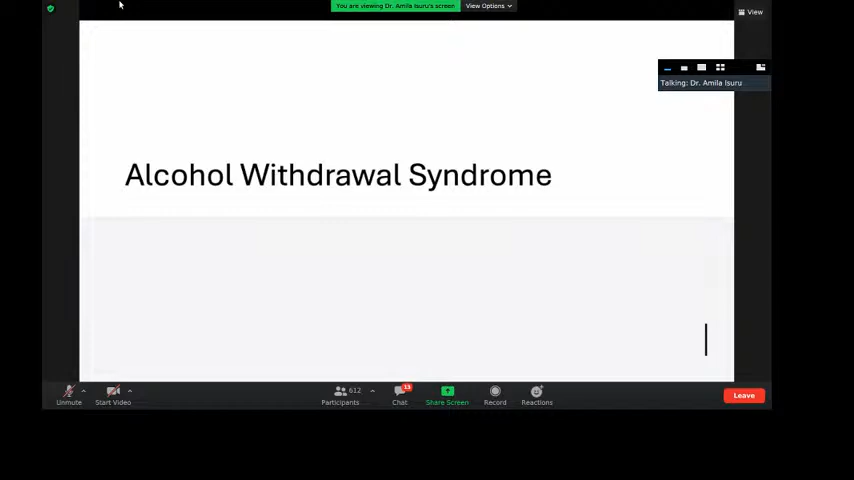 You are viewing Dr. Amila Isuru's screen
View Options
View
Talking: Dr. Amila Isuru
Alcohol Withdrawal Syndrome
612
13
Unmute
Start Video
Participants
Chat
Share Screen
Record
Reactions
Leave